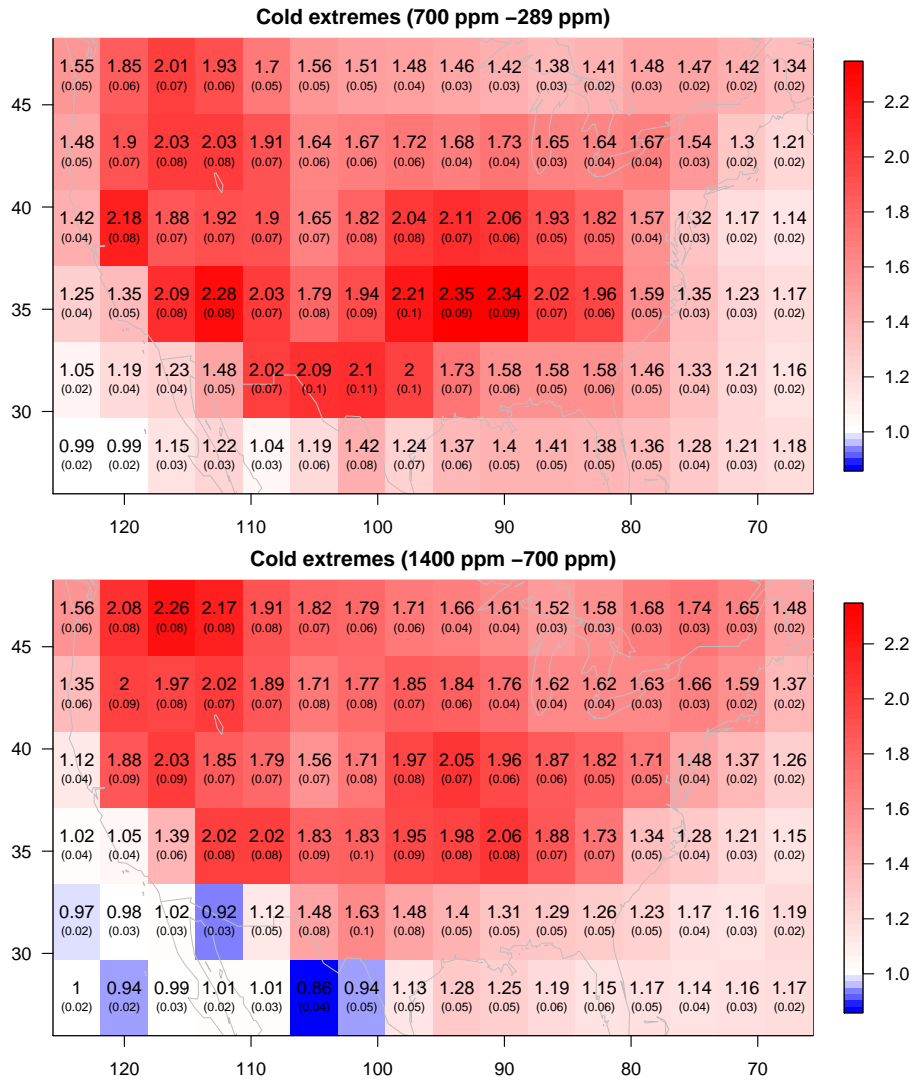 Cold extremes (700 ppm −289 ppm)
1.55 1.85 2.01 1.93 1.7 1.56 1.51 1.48 1.46 1.42 1.38 1.41 1.48 1.47 1.42 1.34
(0.05) (0.06) (0.07) (0.06) (0.05) (0.05) (0.05) (0.04) (0.03) (0.03) (0.03) (0.02) (0.03) (0.02) (0.02) (0.02)
45
1.48 1.9 2.03 2.03 1.91 1.64 1.67 1.72 1.68 1.73 1.65 1.64 1.67 1.54 1.3 1.21
(0.05) (0.07) (0.08) (0.08) (0.07) (0.06) (0.06) (0.06) (0.04) (0.04) (0.03) (0.04) (0.04) (0.03) (0.02) (0.02)
40
1.42 2.18 1.88 1.92 1.9 1.65 1.82 2.04 2.11 2.06 1.93 1.82 1.57 1.32 1.17 1.14
(0.04) (0.08) (0.07) (0.07) (0.07) (0.07) (0.08) (0.08) (0.07) (0.06) (0.05) (0.05) (0.04) (0.03) (0.02) (0.02)
35
1.25 1.35 2.09 2.28 2.03 1.79 1.94 2.21 2.35 2.34 2.02 1.96 1.59 1.35 1.23 1.17
(0.04) (0.05) (0.08) (0.08) (0.07) (0.08) (0.09) (0.1) (0.09) (0.09) (0.07) (0.06) (0.05) (0.04) (0.03) (0.02)
1.05 1.19 1.23 1.48 2.02 2.09 2.1 2 1.73 1.58 1.58 1.58 1.46 1.33 1.21 1.16
(0.02) (0.04) (0.04) (0.05) (0.07) (0.1) (0.11) (0.1) (0.07) (0.06) (0.05) (0.06) (0.05) (0.04) (0.03) (0.02)
30
0.99 0.99 1.15 1.22 1.04 1.19 1.42 1.24 1.37 1.4 1.41 1.38 1.36 1.28 1.21 1.18
(0.02) (0.02) (0.03) (0.03) (0.03) (0.06) (0.08) (0.07) (0.06) (0.05) (0.05) (0.05) (0.05) (0.04) (0.03) (0.02)
120 110 100 90 80 70
2.2
2.0
1.8
1.6
1.4
1.2
1.0
Cold extremes (1400 ppm −700 ppm)
1.56 2.08 2.26 2.17 1.91 1.82 1.79 1.71 1.66 1.61 1.52 1.58 1.68 1.74 1.65 1.48
(0.06) (0.08) (0.08) (0.08) (0.08) (0.07) (0.06) (0.06) (0.04) (0.04) (0.03) (0.03) (0.03) (0.03) (0.03) (0.02)
45
1.35 2 1.97 2.02 1.89 1.71 1.77 1.85 1.84 1.76 1.62 1.62 1.63 1.66 1.59 1.37
(0.06) (0.09) (0.08) (0.07) (0.07) (0.08) (0.08) (0.07) (0.06) (0.04) (0.04) (0.04) (0.03) (0.03) (0.02) (0.02)
40
1.12 1.88 2.03 1.85 1.79 1.56 1.71 1.97 2.05 1.96 1.87 1.82 1.71 1.48 1.37 1.26
(0.04) (0.09) (0.09) (0.07) (0.07) (0.07) (0.08) (0.08) (0.07) (0.06) (0.06) (0.05) (0.05) (0.04) (0.02) (0.02)
35
1.02 1.05 1.39 2.02 2.02 1.83 1.83 1.95 1.98 2.06 1.88 1.73 1.34 1.28 1.21 1.15
(0.04) (0.04) (0.06) (0.08) (0.08) (0.09) (0.1) (0.09) (0.08) (0.08) (0.07) (0.07) (0.05) (0.04) (0.03) (0.02)
0.97 0.98 1.02 0.92 1.12 1.48 1.63 1.48 1.4 1.31 1.29 1.26 1.23 1.17 1.16 1.19
(0.02) (0.03) (0.03) (0.03) (0.05) (0.08) (0.1) (0.08) (0.05) (0.05) (0.05) (0.05) (0.05) (0.04) (0.03) (0.02)
30
1 0.94 0.99 1.01 1.01 0.86 0.94 1.13 1.28 1.25 1.19 1.15 1.17 1.14 1.16 1.17
(0.02) (0.02) (0.03) (0.02) (0.03) (0.04) (0.05) (0.05) (0.05) (0.05) (0.06) (0.06) (0.05) (0.04) (0.03) (0.02)
120 110 100 90 80 70
2.2
2.0
1.8
1.6
1.4
1.2
1.0